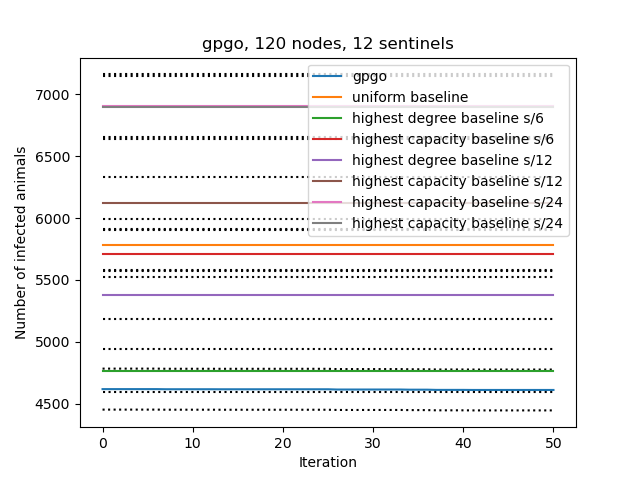 gpgo, 120 nodes, 12 sentinels
7000
6500
6000
5500
5000
4500
Number of infected animals
gpgo
uniform baseline
highest degree baseline s/6
highest capacity baseline s/6
highest degree baseline s/12
highest capacity baseline s/12
highest capacity baseline s/24
highest capacity baseline s/24
0 10 20 30 40 50
Iteration